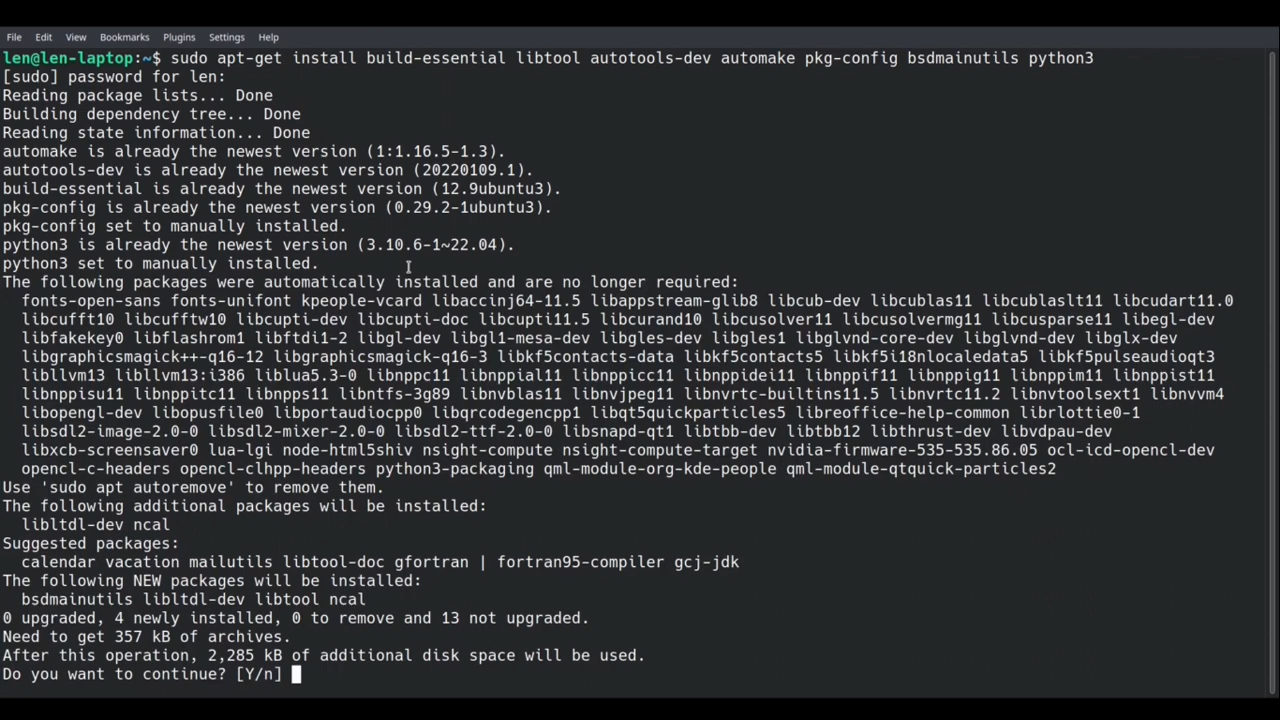 File Edit View Bookmarks Plugins Settings Help
len@len-laptop:~$ sudo apt-get install build-essential libtool autotools-dev automake pkg-config bsdmainutils python3
[sudo] password for len:
Reading package lists... Done
Building dependency tree... Done
Reading state information... Done
automake is already the newest version (1:1.16.5-1.3).
autotools-dev is already the newest version (20220109.1).
build-essential is already the newest version (12.9ubuntu3).
pkg-config is already the newest version (0.29.2-1ubuntu3).
pkg-config set to manually installed.
python3 is already the newest version (3.10.6-1~22.04).
python3 set to manually installed.
The following packages were automatically installed and are no longer required:
  fonts-open-sans fonts-unifont kpeople-vcard libaccinj64-11.5 libappstream-glib8 libcub-dev libcublas11 libcublaslt11 libcudart11.0
  libcufft10 libcufftw10 libcupti-dev libcupti-doc libcupti11.5 libcurand10 libcusolver11 libcusolvermg11 libcusparse11 libegl-dev
  libfakekey0 libflashrom1 libftdi1-2 libgl-dev libgl1-mesa-dev libgles-dev libgles1 libglvnd-core-dev libglvnd-dev libglx-dev
  libgraphicsmagick++-q16-12 libgraphicsmagick-q16-3 libkf5contacts-data libkf5contacts5 libkf5i18nlocaledata5 libkf5pulseaudioqt3
  libllvm13 libllvm13:i386 liblua5.3-0 libnppc11 libnppial11 libnppicc11 libnppidei11 libnppif11 libnppig11 libnppim11 libnppist11
  libnppisu11 libnppitc11 libnpps11 libntfs-3g89 libnvblas11 libnvjpeg11 libnvrtc-builtins11.5 libnvrtc11.2 libnvtoolsext1 libnvvm4
  libopengl-dev libopusfile0 libportaudiocpp0 libqrcodegencpp1 libqt5quickparticles5 libreoffice-help-common librlottie0-1
  libsdl2-image-2.0-0 libsdl2-mixer-2.0-0 libsdl2-ttf-2.0-0 libsnapd-qt1 libtbb-dev libtbb12 libthrust-dev libvdpau-dev
  libxcb-screensaver0 lua-lgi node-html5shiv nsight-compute nsight-compute-target nvidia-firmware-535-535.86.05 ocl-icd-opencl-dev
  opencl-c-headers opencl-clhpp-headers python3-packaging qml-module-org-kde-people qml-module-qtquick-particles2
Use 'sudo apt autoremove' to remove them.
The following additional packages will be installed:
  libltdl-dev ncal
Suggested packages:
  calendar vacation mailutils libtool-doc gfortran | fortran95-compiler gcj-jdk
The following NEW packages will be installed:
  bsdmainutils libltdl-dev libtool ncal
0 upgraded, 4 newly installed, 0 to remove and 13 not upgraded.
Need to get 357 kB of archives.
After this operation, 2,285 kB of additional disk space will be used.
Do you want to continue? [Y/n]